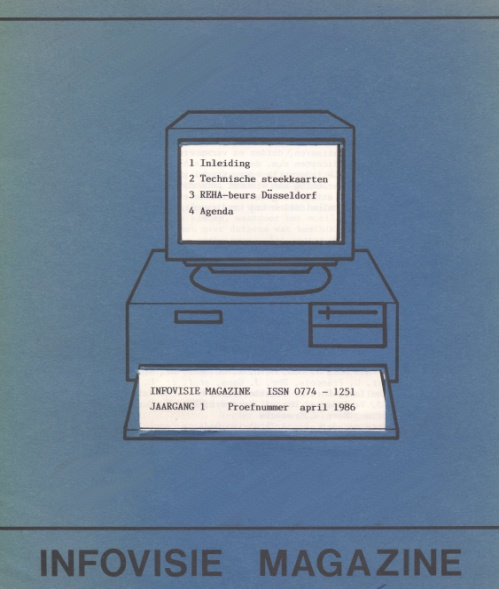 1 Inleiding
2 Technische steekkaarten
3 REHA-beurs Düsseldorf
4 Agenda
INFOVISIE MAGAZINE ISSN 0774 - 1251
JAARGANG 1 Proefnummer april 1986
INFOVISIE MAGAZINE